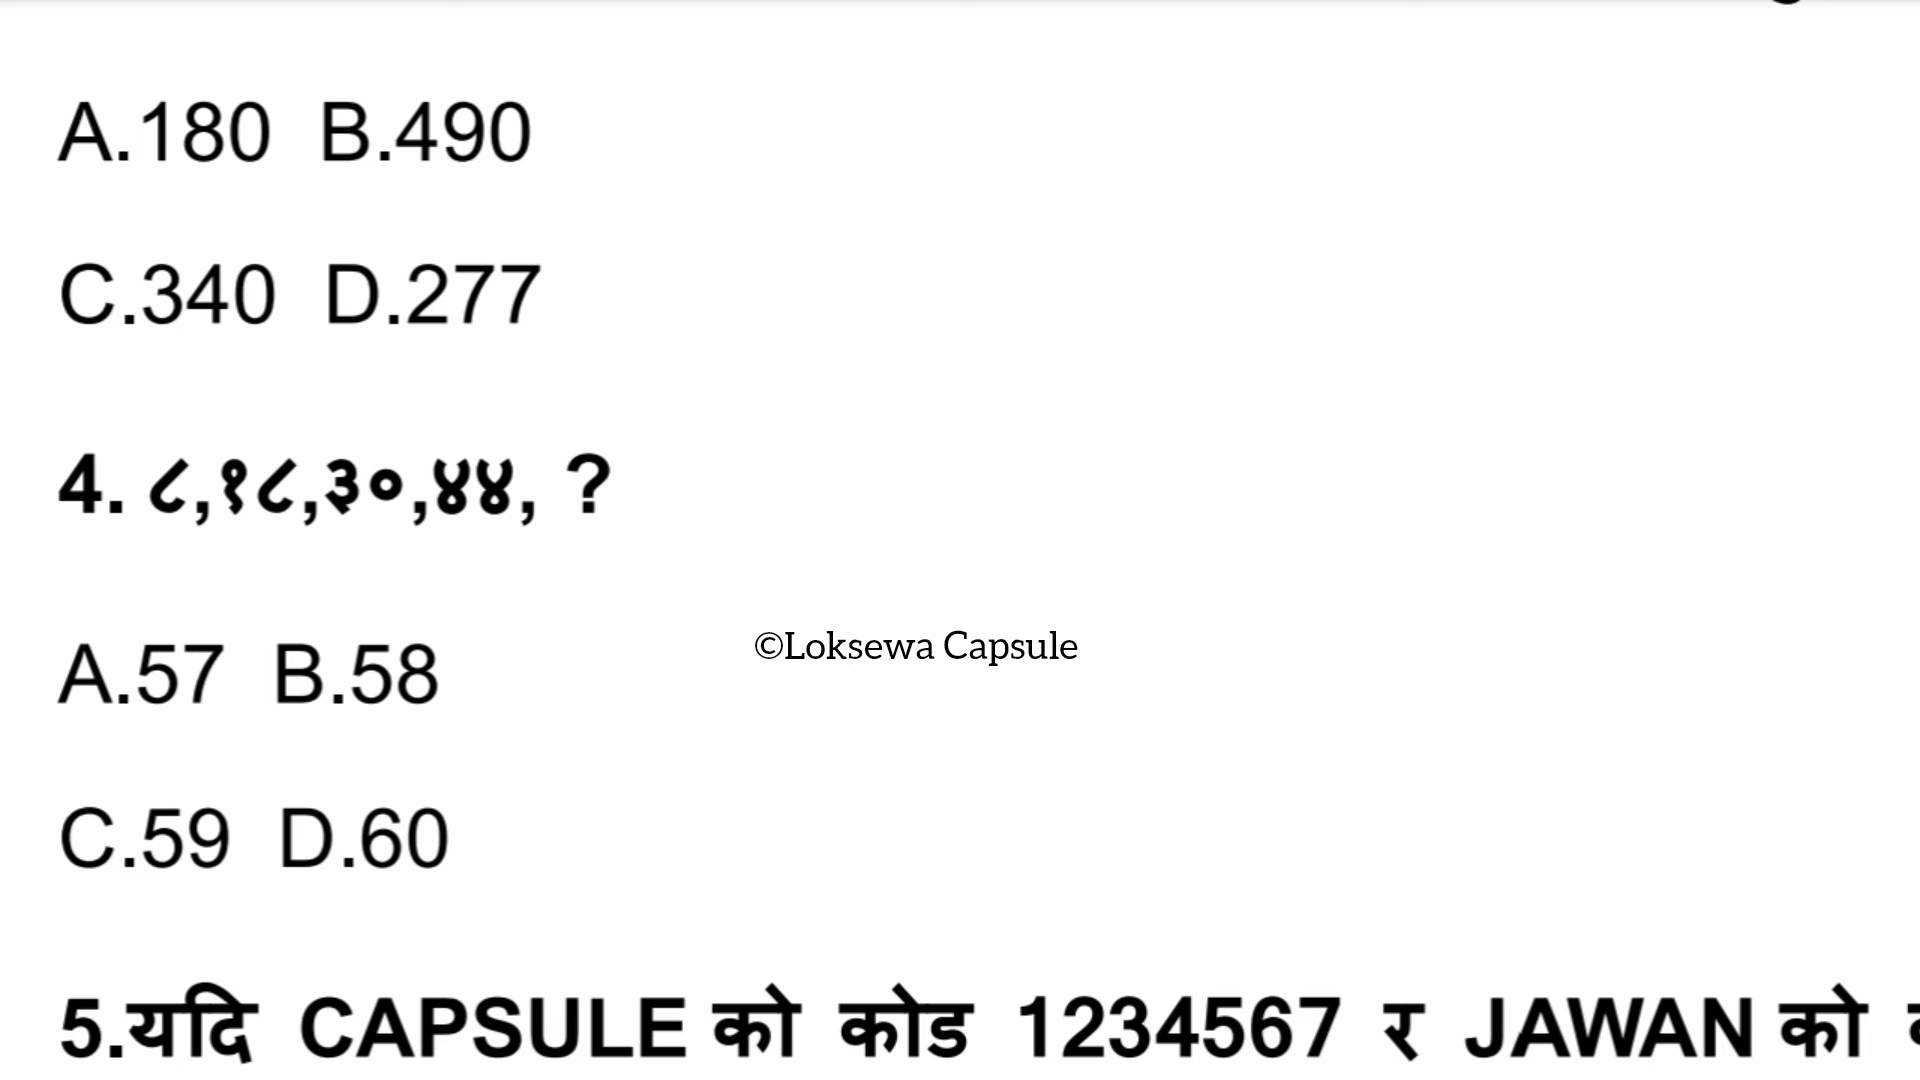 A.180 B.490
C.340 D.277
4. ८,१८,३०,४४, ?
A.57 B.58
©Loksewa Capsule
C.59 D.60
5.यदि CAPSULE को कोड 1234567 र JAWAN को